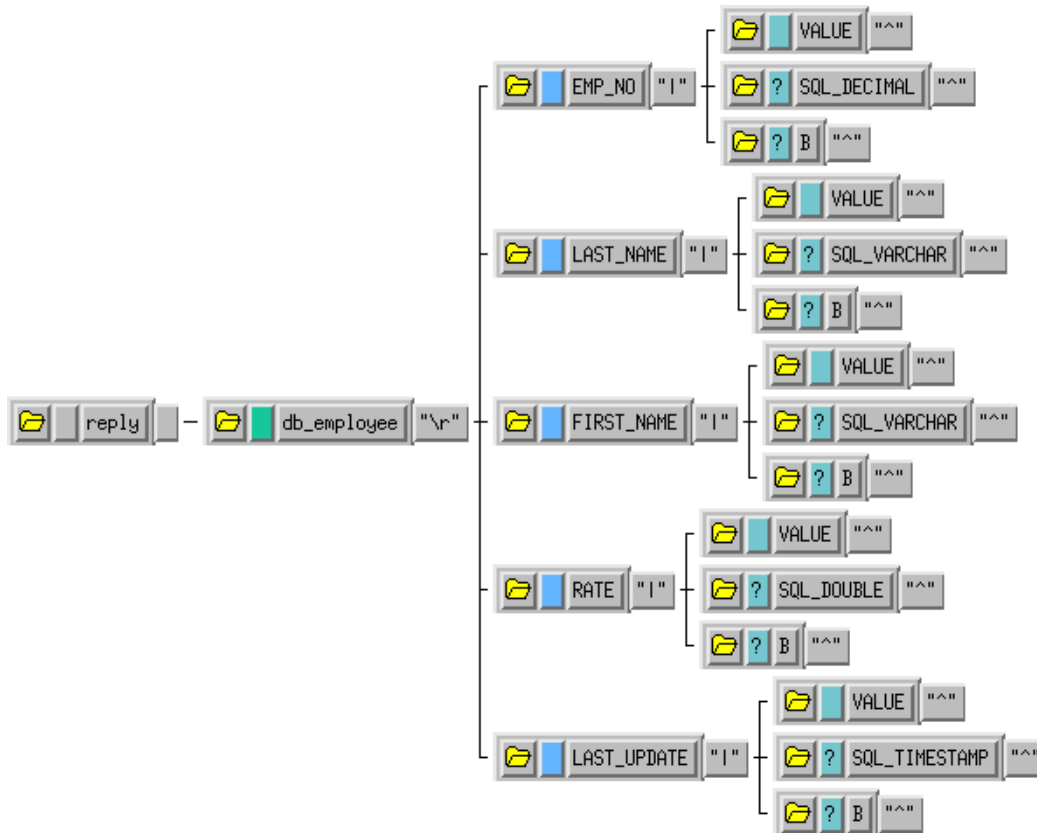 VALUE "^"
EMP_NO "|" ? SQL_DECIMAL "^"
? B "^"
VALUE "^"
LAST_NAME "|" ? SQL_VARCHAR "^"
? B "^"
VALUE "^"
reply db_employee "\r" FIRST_NAME "|" ? SQL_VARCHAR "^"
? B "^"
VALUE "^"
RATE "|" ? SQL_DOUBLE "^"
? B "^"
VALUE "^"
LAST_UPDATE "|" ? SQL_TIMESTAMP "^"
? B "^"